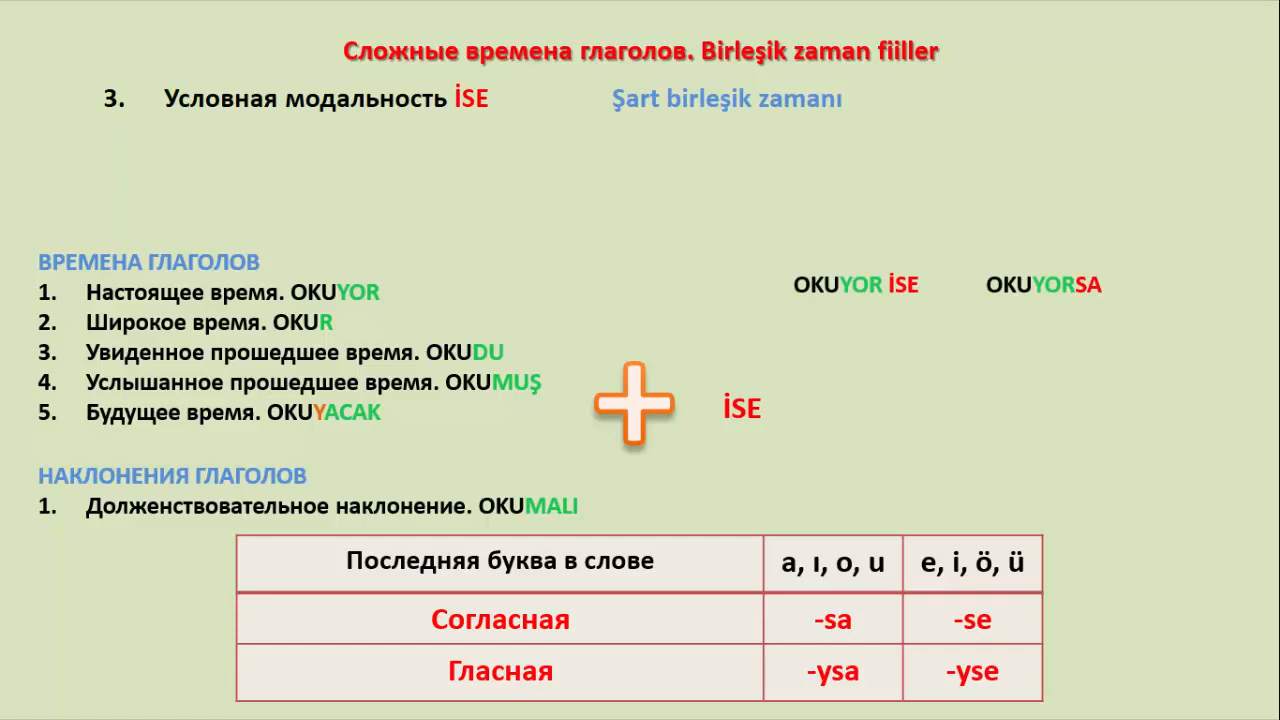 Сложные времена глаголов. Birleşik zaman fiiller
3. Условная модальность İSE Şart birleşik zamanı
ВРЕМЕНА ГЛАГОЛОВ
1. Настоящее время. OKUYOR
2. Широкое время. OKUR
3. Увиденное прошедшее время. OKUDU
4. Услышанное прошедшее время. OKUMUŞ
5. Будущее время. OKUYACAK
OKUYOR İSE OKUYORSA
İSE
НАКЛОНЕНИЯ ГЛАГОЛОВ
1. Долженствовательное наклонение. OKUMALI
Последняя буква в слове a, ı, o, u e, i, ö, ü
Согласная -sa -se
Гласная -ysa -yse